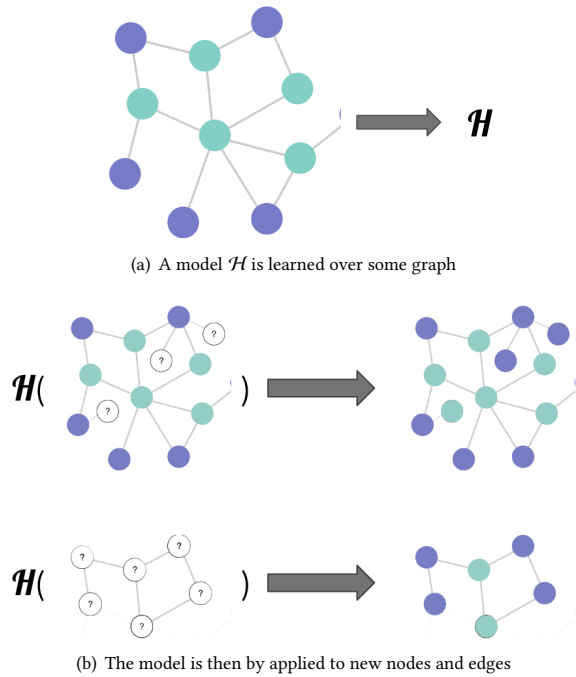 ℋ
(a) A model ℋ is learned over some graph
?
?
ℋ( ? )
? ?
ℋ( ? ? )
? ?
(b) The model is then by applied to new nodes and edges